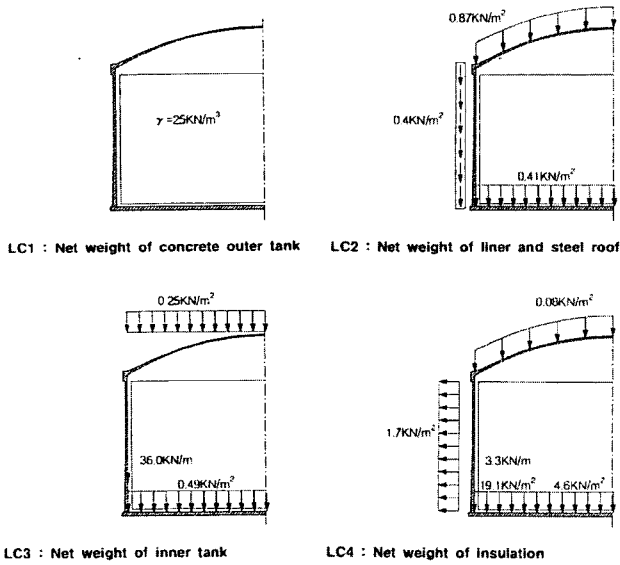 γ =25KN/m³
LC1 : Net weight of concrete outer tank
0.87KN/m²
0.4KN/m²
0.41KN/m²
LC2 : Net weight of liner and steel roof
0.25KN/m²
36.0KN/m
0.49KN/m²
LC3 : Net weight of inner tank
0.08KN/m²
1.7KN/m²
3.3KN/m
19.1KN/m² 4.6KN/m²
LC4 : Net weight of insulation